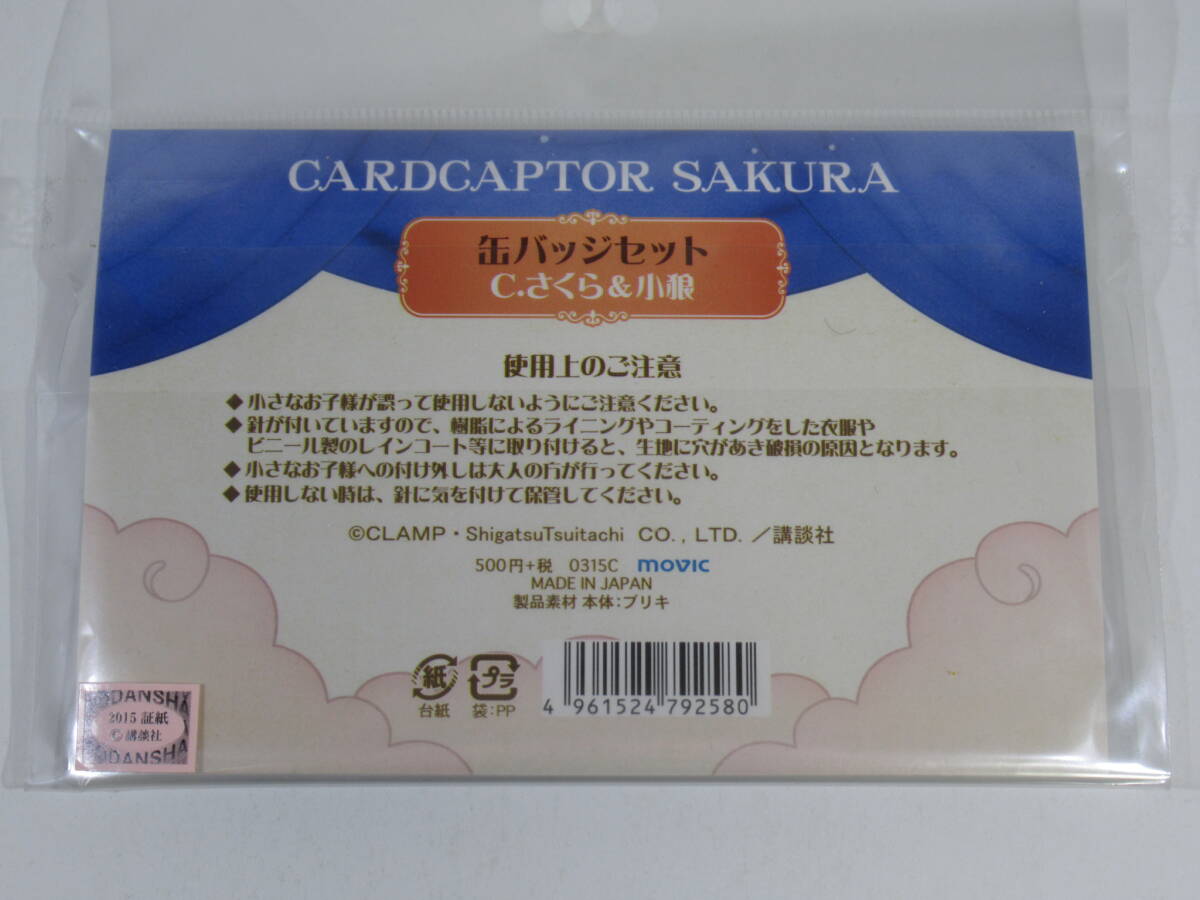 CARDCAPTOR SAKURA
缶バッジセット
C.さくら&小狼
使用上のご注意
◆小さなお子様が誤って使用しないようにご注意ください。
◆針が付いていますので、樹脂によるライニングやコーティングをした衣服や
ビニール製のレインコート等に取り付けると、生地に穴があき破損の原因となります。
◆小さなお子様への付け外しは大人の方が行ってください。
◆使用しない時は、針に気を付けて保管してください。
©CLAMP・ShigatsuTsuitachi CO., LTD.／講談社
500円+税 0315C movic
MADE IN JAPAN
製品素材 本体：ブリキ
紙 プラ
台紙 袋：PP
4 961524 792580
ODANSHA
2015 証紙
©講談社
ODANSHA